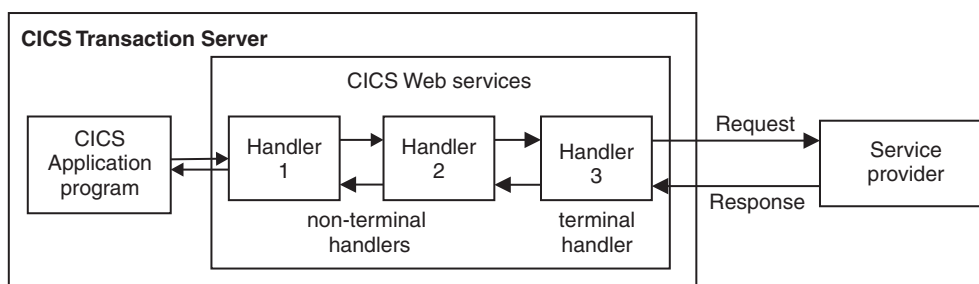 CICS Transaction Server
CICS Web services
CICS
Application
program
Handler
1
Handler
2
Handler
3
non-terminal
handlers
terminal
handler
Request
Response
Service
provider